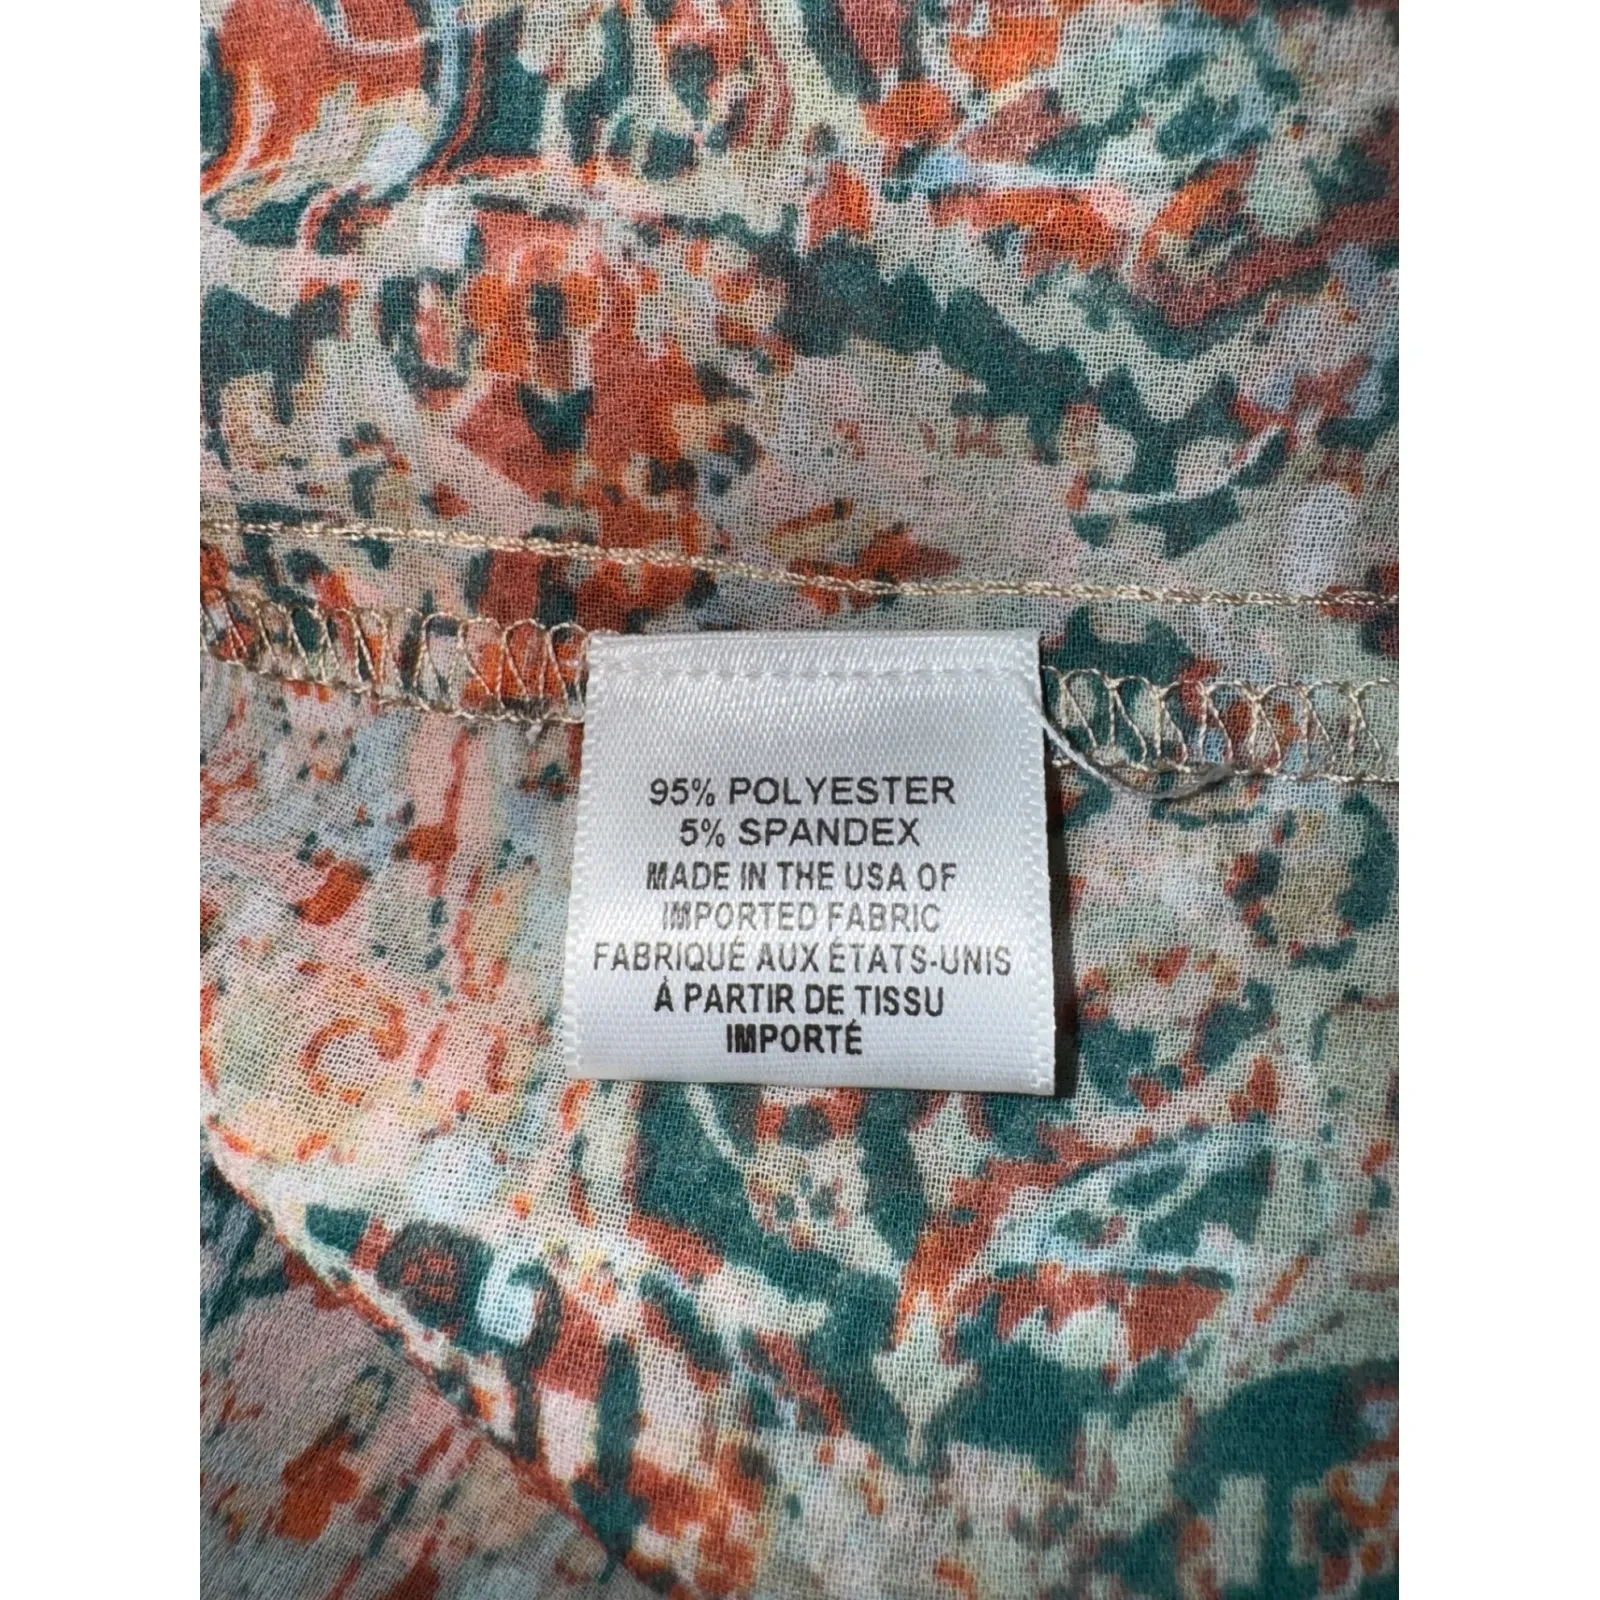 95% POLYESTER
5% SPANDEX
MADE IN THE USA OF
IMPORTED FABRIC
FABRIQUÉ AUX ÉTATS-UNIS
À PARTIR DE TISSU
IMPORTÉ